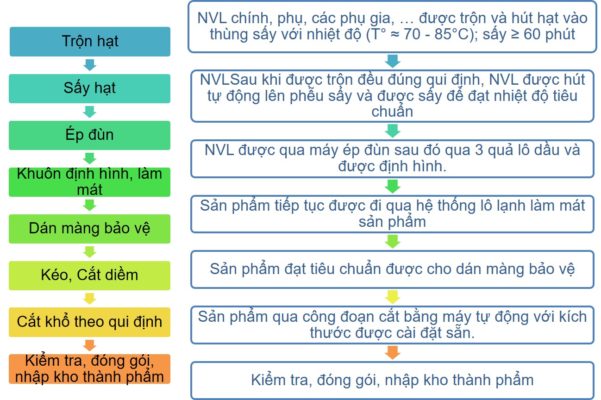 Trộn hạt
Sấy hạt
Ép đùn
Khuôn định hình, làm
mát
Dán màng bảo vệ
Kéo, Cắt diềm
Cắt khổ theo qui định
Kiểm tra, đóng gói,
nhập kho thành phẩm
NVL chính, phụ, các phụ gia, … được trộn và hút hạt vào
thùng sấy với nhiệt độ (T° ≈ 70 - 85°C); sấy ≥ 60 phút
NVLSau khi được trộn đều đúng qui định, NVL được hút
tự động lên phễu sấy và được sấy để đạt nhiệt độ tiêu
chuẩn
NVL được qua máy ép đùn sau đó qua 3 quả lô dầu và
được định hình.
Sản phẩm tiếp tục được đi qua hệ thống lô lạnh làm mát
sản phẩm
Sản phẩm đạt tiêu chuẩn được cho dán màng bảo vệ
Sản phẩm qua công đoạn cắt bằng máy tự động với kích
thước được cài đặt sẵn.
Kiểm tra, đóng gói, nhập kho thành phẩm